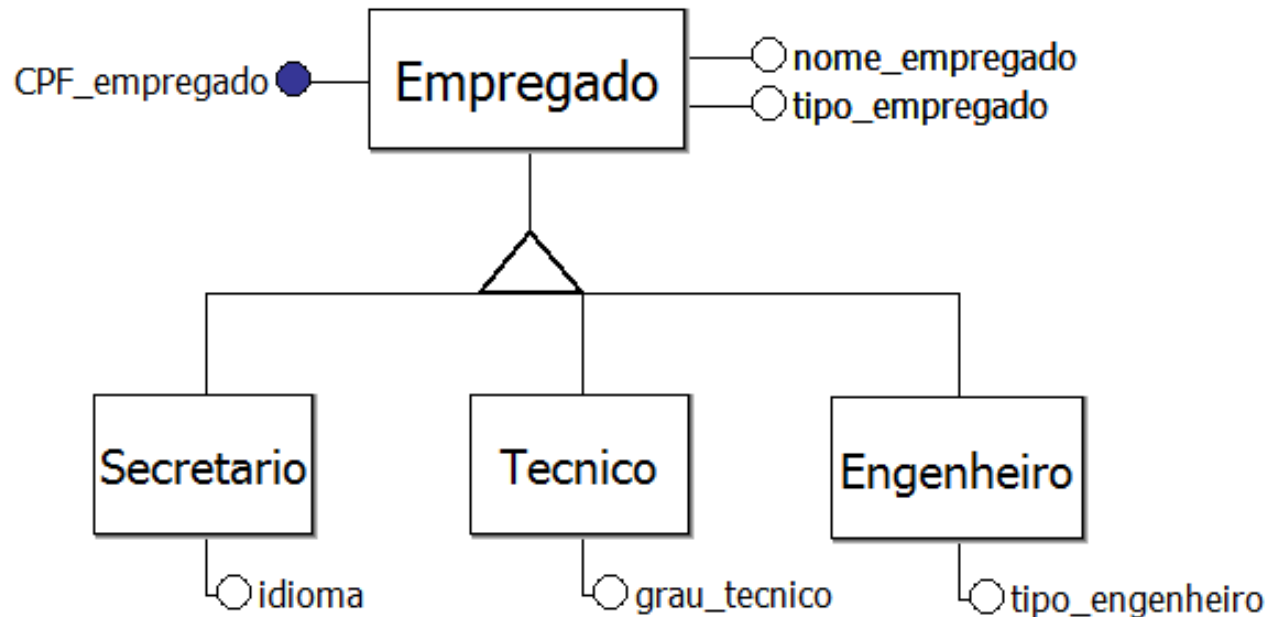 CPF_empregado
Empregado
nome_empregado
tipo_empregado
Secretario
Tecnico
Engenheiro
idioma
grau_tecnico
tipo_engenheiro